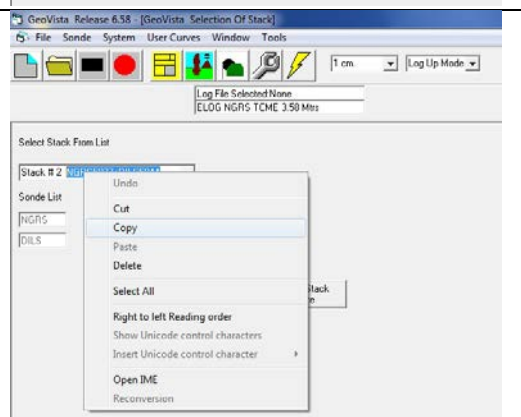 GeoVista Release 6.58 - [GeoVista Selection Of Stack]
File Sonde System User Curves Window Tools
1 cm. Log Up Mode
Log File Selected None
ELOG NGRS TCME 3.58 Mtrs
Select Stack From List
Stack # 2
Undo
Sonde List
Cut
NGRS
Copy
DILS
Paste
Delete
Select All
Stack
Right to left Reading order
Show Unicode control characters
Insert Unicode control character
Open IME
Reconversion